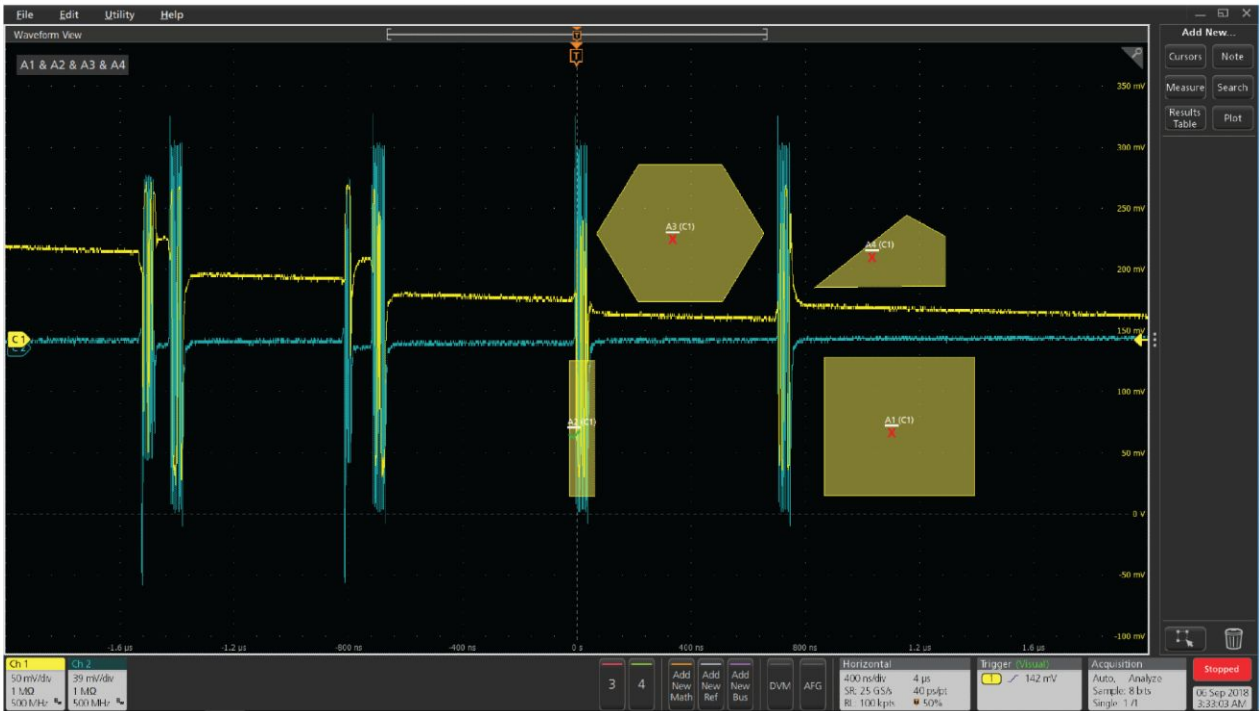 File Edit Utility Help
Waveform View
Add New...
A1 & A2 & A3 & A4
T
T
Cursors Note
Measure Search
Results Table Plot
350 mV
300 mV
250 mV
200 mV
150 mV
100 mV
50 mV
0 V
-50 mV
-100 mV
A3 (C1)
X
A4 (C1)
X
C1
C2
A2 (C1)
A1 (C1)
X
-1.6 µs -1.2 µs -800 ns -400 ns 0 s 400 ns 800 ns 1.2 µs 1.6 µs
Ch 1
50 mV/div
1 MΩ
500 MHz
Ch 2
39 mV/div
1 MΩ
500 MHz
3
4
Add New Math
Add New Ref
Add New Bus
DVM
AFG
Horizontal
400 ns/div 4 µs
SR: 25 GS/s 40 ps/pt
RL: 100 kpts 50%
Trigger (Visual)
1 142 mV
Acquisition
Auto, Analyze
Sample: 8 bits
Single: 1 /1
Stopped
06 Sep 2018
3:33:03 AM